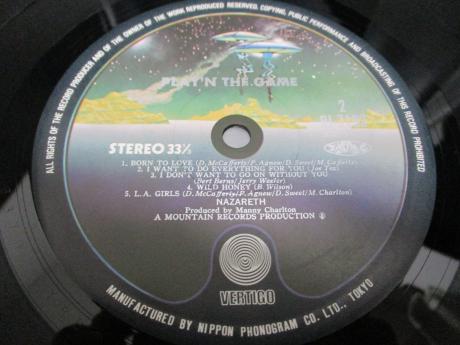 ALL RIGHTS OF THE RECORD PRODUCER AND OF THE OWNER OF THE WORK REPRODUCED RESERVED. COPYING, PUBLIC PERFORMANCE AND BROADCASTING OF THIS RECORD PROHIBITED
PLAY'N THE GAME
2
STEREO 33⅓
1. BORN TO LOVE (D. McCafferty/P. Agnew/D. Sweet/M. Charlton)
2. I WANT TO DO EVERYTHING FOR YOU (Joe Tex)
3. I DON'T WANT TO GO ON WITHOUT YOU
(Bert Berns/Jerry Wexler)
4. WILD HONEY (B. Wilson)
5. L.A. GIRLS (D. McCafferty/P. Agnew/D. Sweet/M. Charlton)
NAZARETH
Produced by Manny Charlton
A MOUNTAIN RECORDS PRODUCTION ℗
VERTIGO
MANUFACTURED BY NIPPON PHONOGRAM CO. LTD., TOKYO